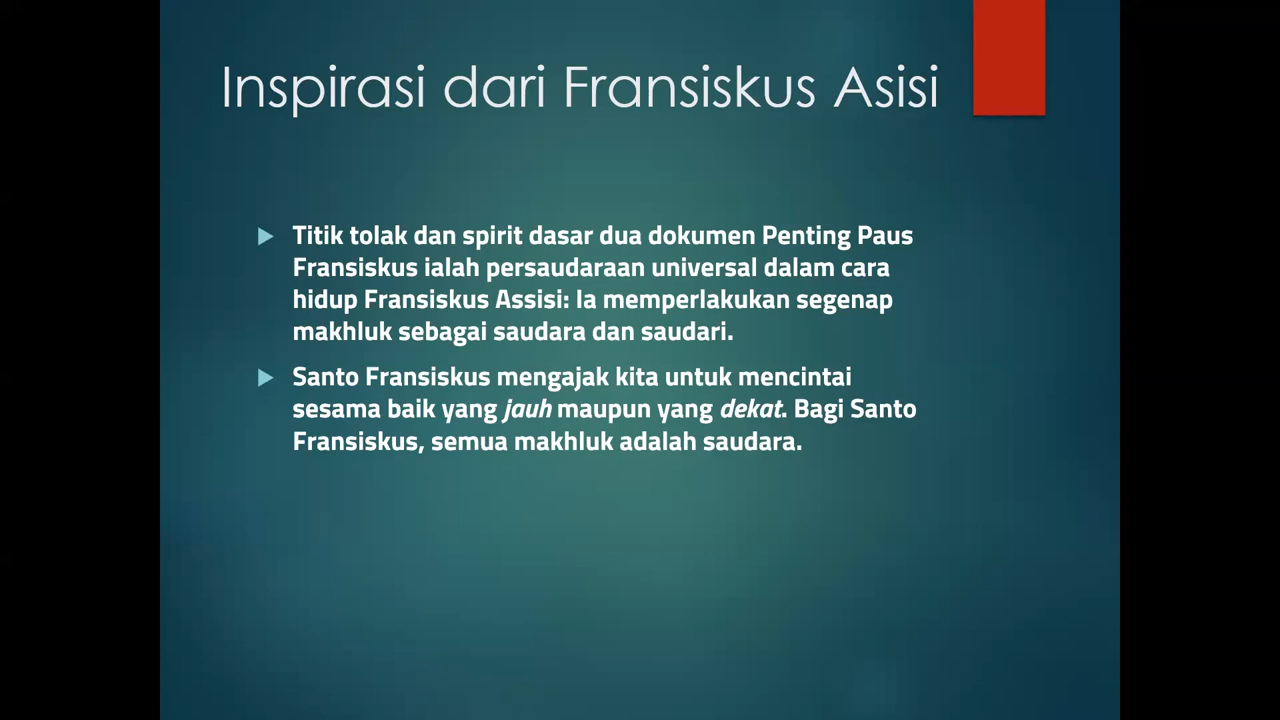 Inspirasi dari Fransiskus Asisi
Titik tolak dan spirit dasar dua dokumen Penting Paus
Fransiskus ialah persaudaraan universal dalam cara
hidup Fransiskus Assisi: Ia memperlakukan segenap
makhluk sebagai saudara dan saudari.
Santo Fransiskus mengajak kita untuk mencintai
sesama baik yang jauh maupun yang dekat. Bagi Santo
Fransiskus, semua makhluk adalah saudara.